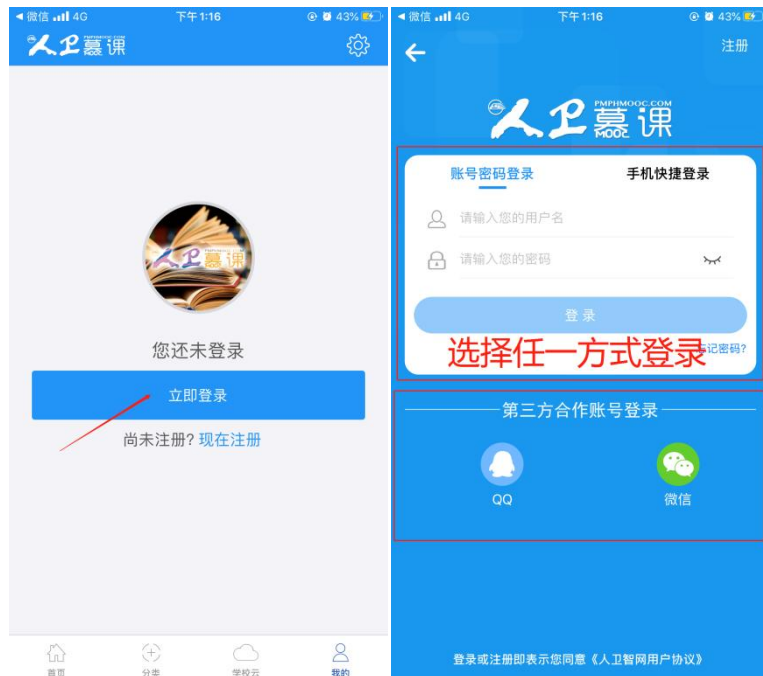 微信 4G
下午1:16
43%
人卫慕课
PMPHMOOC.COM
人卫慕课
您还未登录
立即登录
尚未注册? 现在注册
首页
分类
学校云
我的
微信 4G
下午1:16
43%
注册
人卫慕课
PMPHMOOC.COM
MOOC
账号密码登录
手机快捷登录
请输入您的用户名
请输入您的密码
登 录
选择任一方式登录
记密码?
第三方合作账号登录
QQ
微信
登录或注册即表示您同意《人卫智网用户协议》